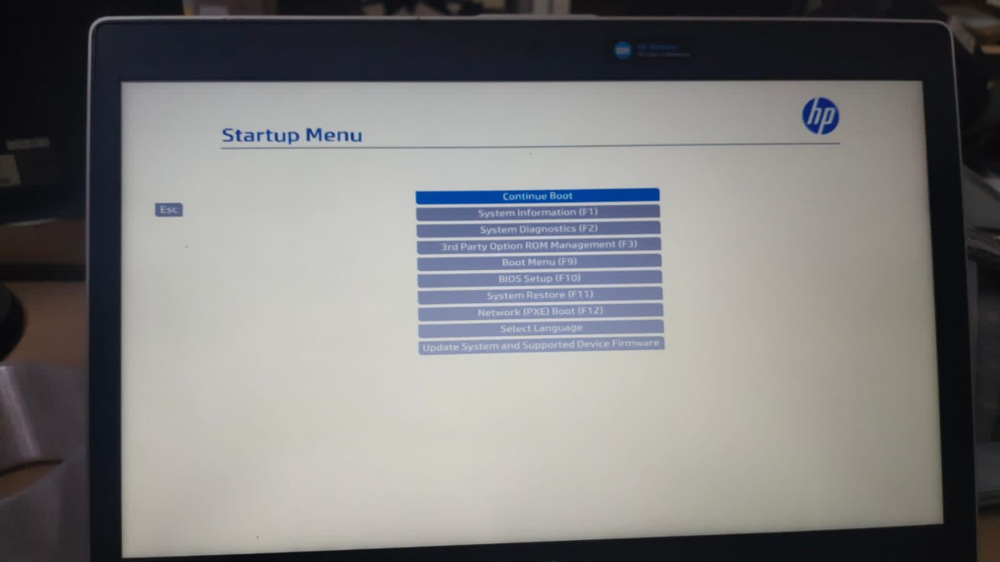 hp
Startup Menu
Esc
Continue Boot
System Information (F1)
System Diagnostics (F2)
3rd Party Option ROM Management (F3)
Boot Menu (F9)
BIOS Setup (F10)
System Restore (F11)
Network (PXE) Boot (F12)
Select Language
Update System and Supported Device Firmware